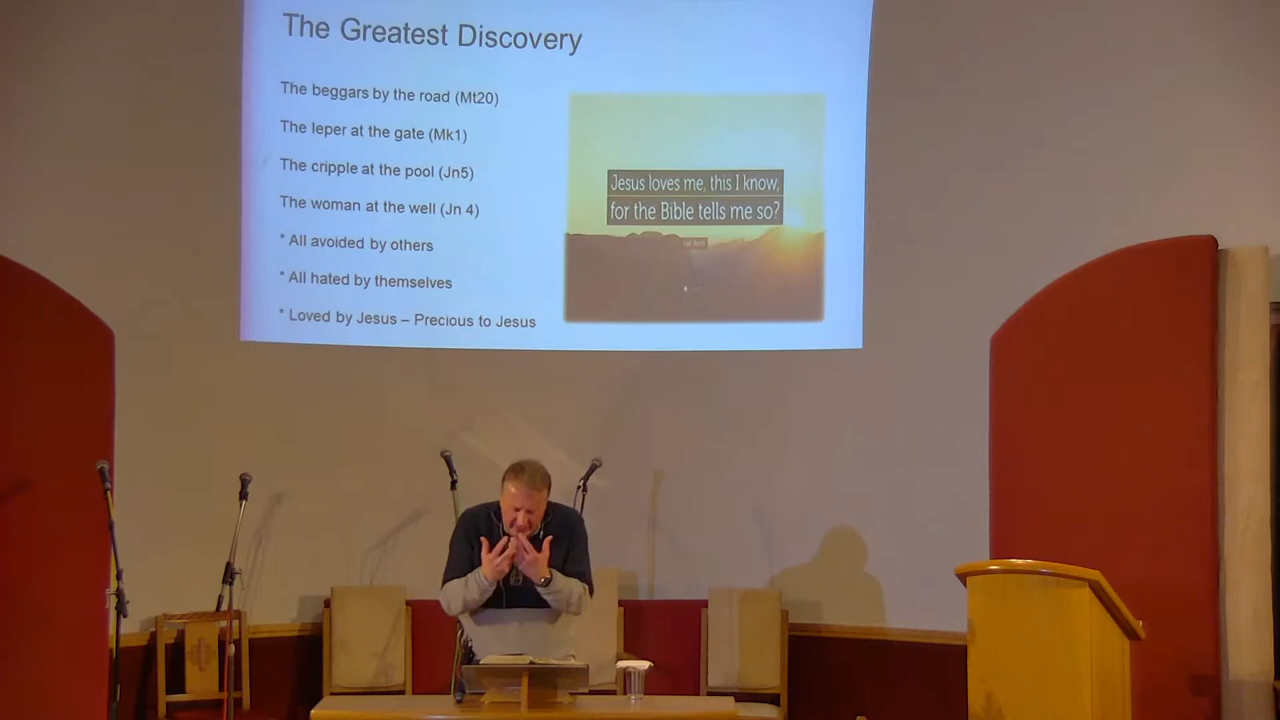 The Greatest Discovery
The beggars by the road (Mt20)
The leper at the gate (Mk1)
The cripple at the pool (Jn5)
The woman at the well (Jn 4)
* All avoided by others
* All hated by themselves
* Loved by Jesus – Precious to Jesus
Jesus loves me, this I know,
for the Bible tells me so?